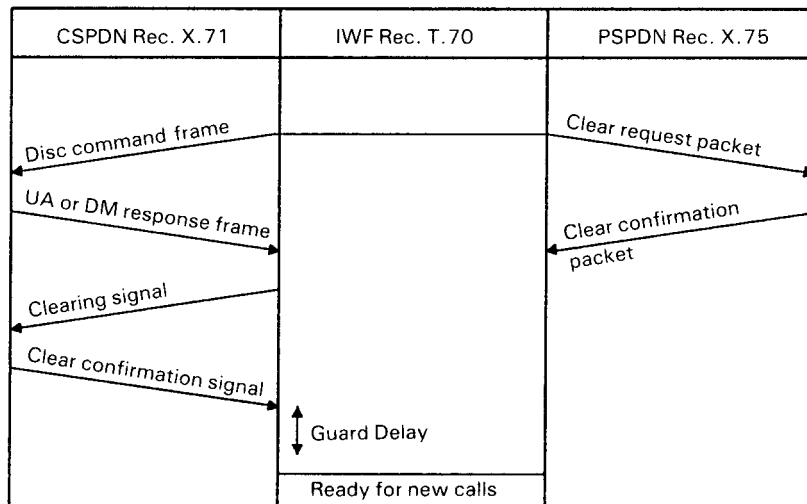 CSPDN Rec. X.71
IWF Rec. T.70
PSPDN Rec. X.75
Disc command frame
Clear request packet
UA or DM response frame
Clear confirmation
packet
Clearing signal
Clear confirmation signal
Guard Delay
Ready for new calls